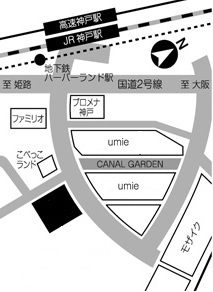 高速神戸駅
JR 神戸駅
N
地下鉄
ハーバーランド駅
至 姫路
国道2号線
至 大阪
プロメナ
神戸
ファミリオ
umie
こべっこ
ランド
CANAL GARDEN
umie
モザイク